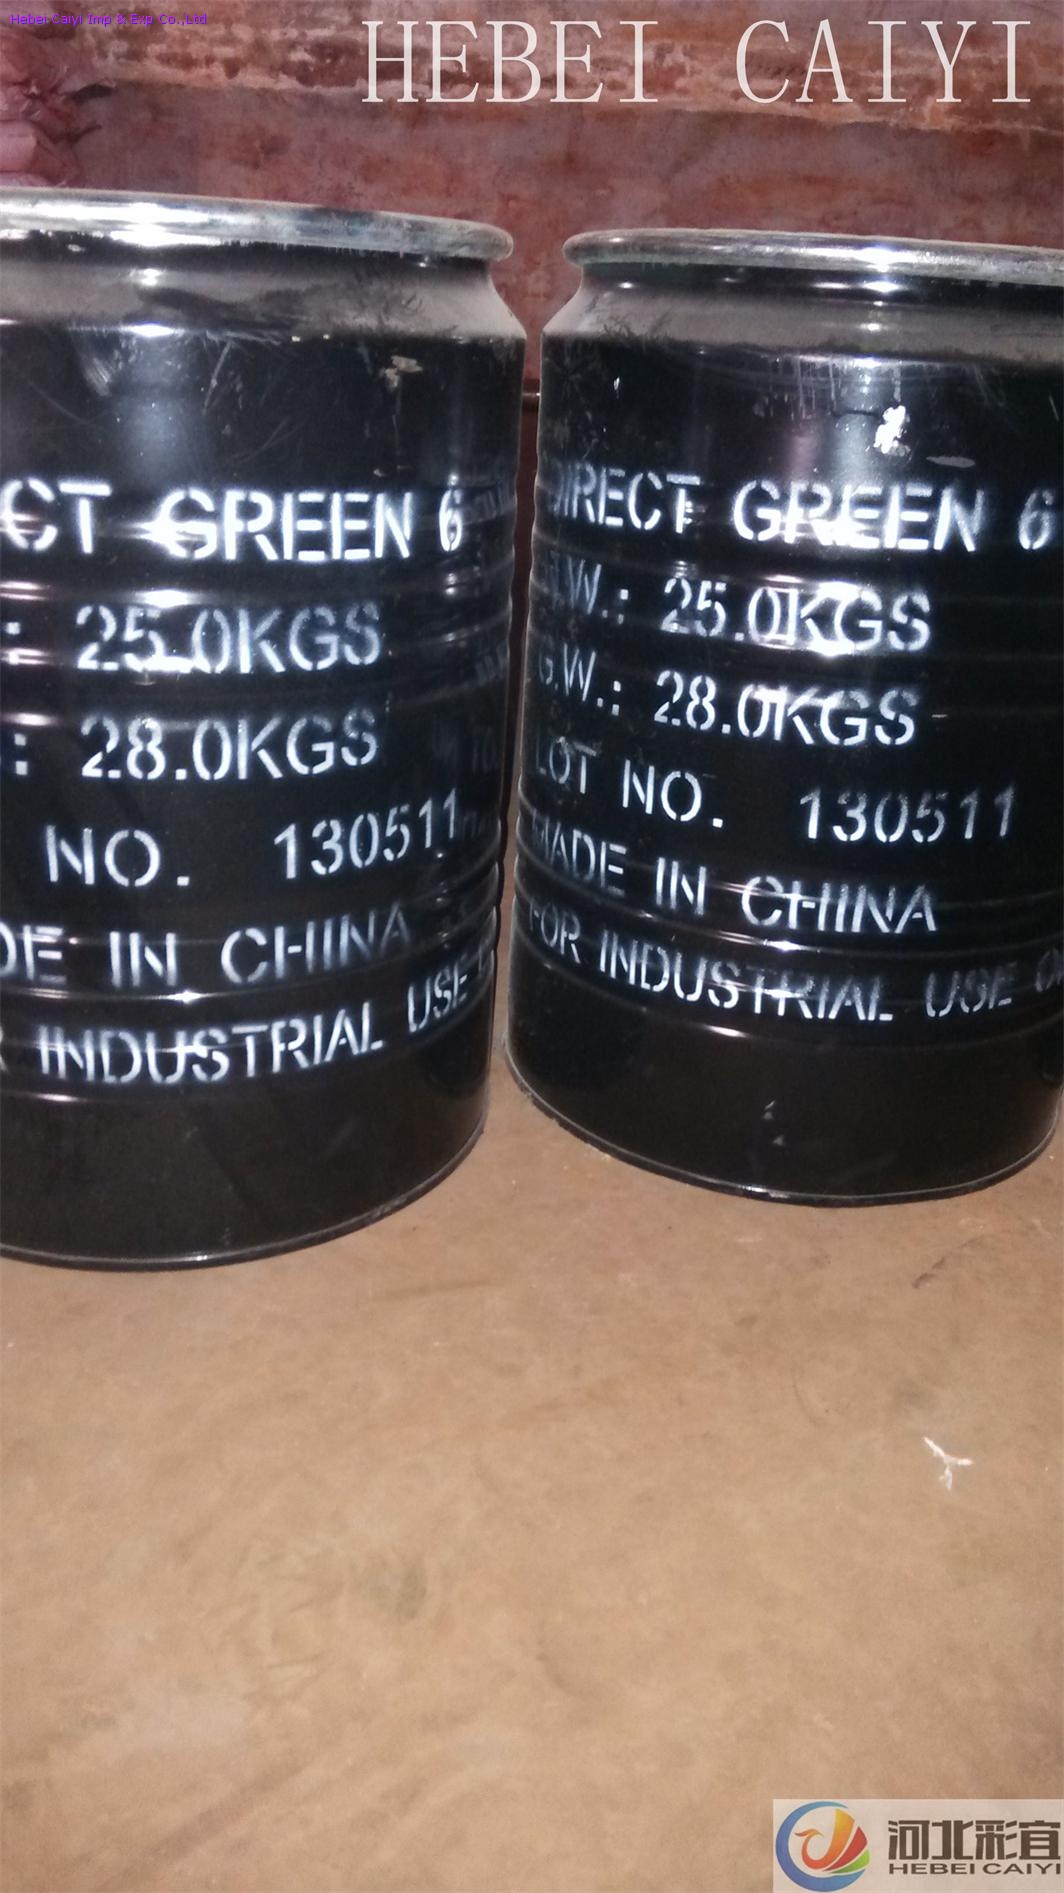 Hebei Caiyi Imp & Exp Co.,Ltd
HEBEI CAIYI
CT GREEN 6
: 25.0KGS
: 28.0KGS
NO. 130511
DE IN CHINA
R INDUSTRIAL USE
DIRECT GREEN 6
N.W.: 25.0KGS
G.W.: 28.0KGS
LOT NO. 130511
MADE IN CHINA
FOR INDUSTRIAL USE
河北彩宜
HEBEI CAIYI